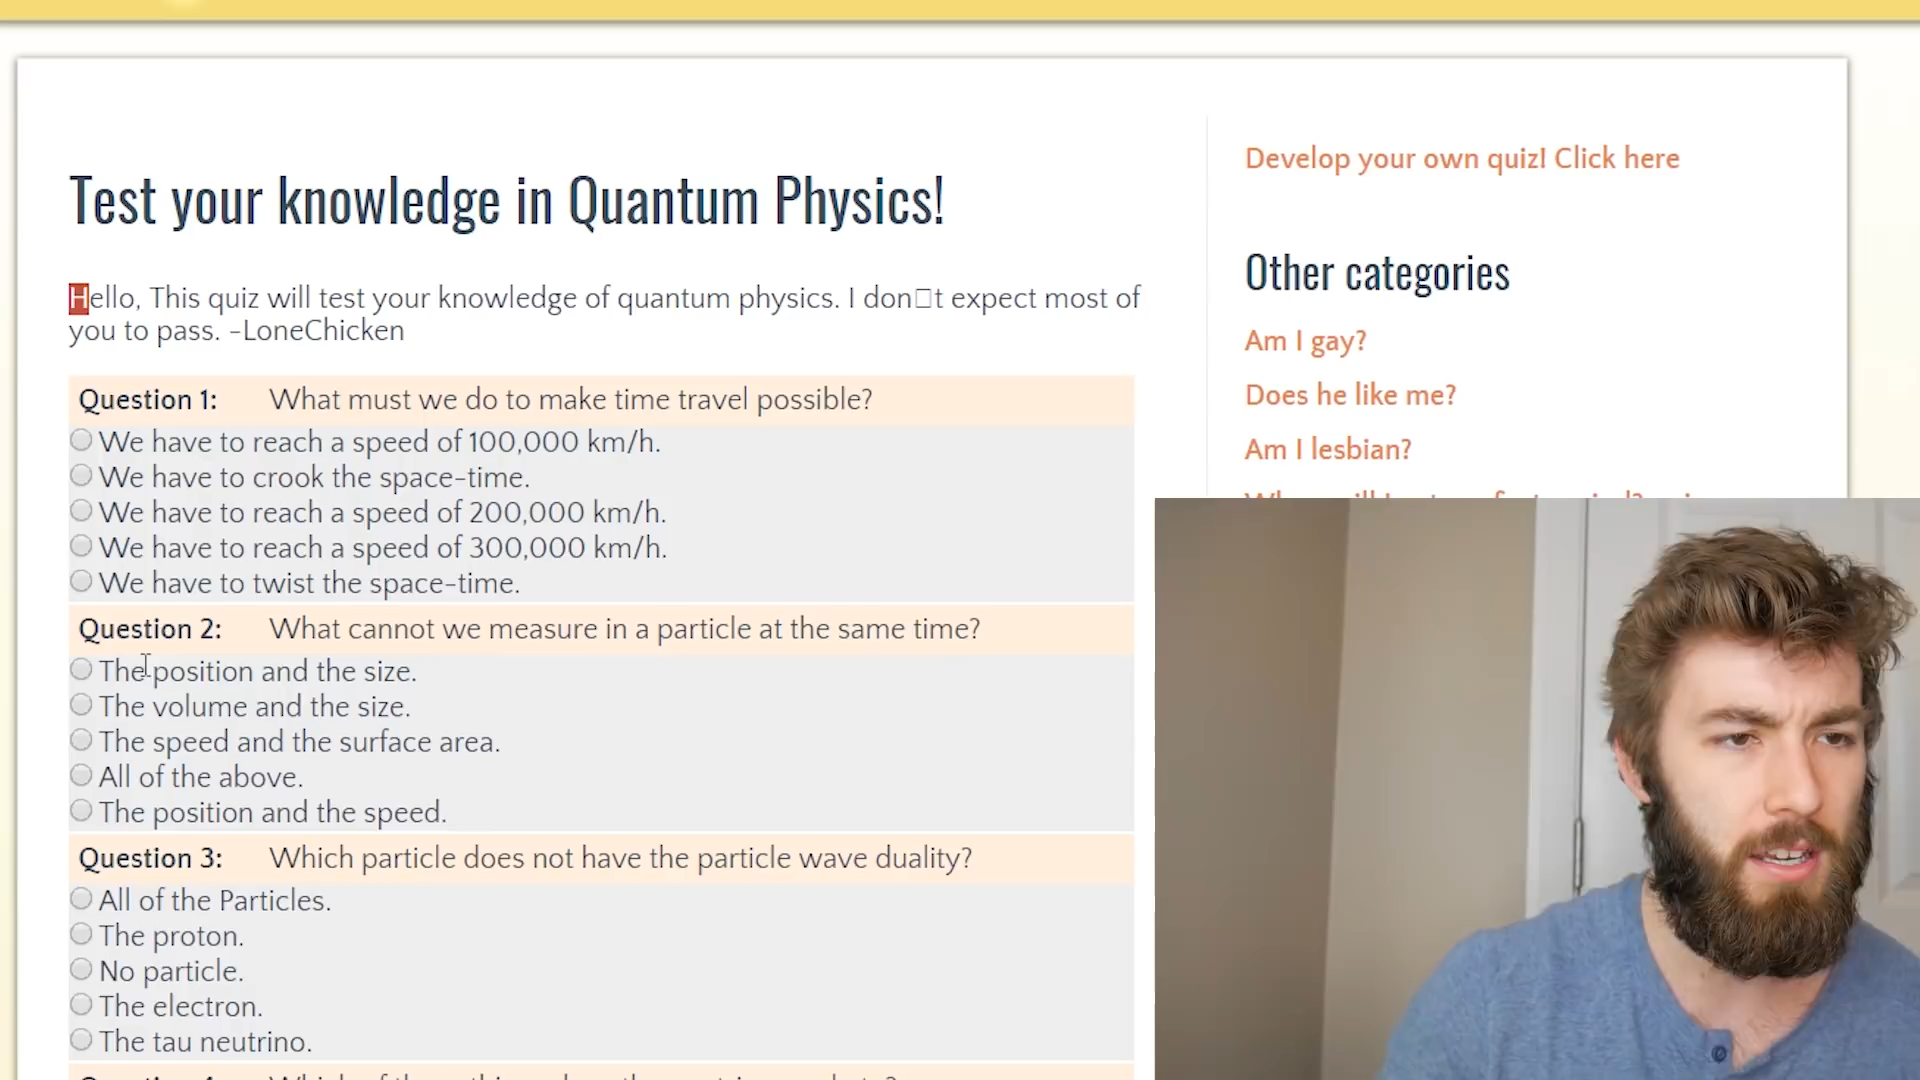 Test your knowledge in Quantum Physics!
Hello, This quiz will test your knowledge of quantum physics. I don□t expect most of
you to pass. -LoneChicken
Question 1: What must we do to make time travel possible?
We have to reach a speed of 100,000 km/h.
We have to crook the space-time.
We have to reach a speed of 200,000 km/h.
We have to reach a speed of 300,000 km/h.
We have to twist the space-time.
Question 2: What cannot we measure in a particle at the same time?
The position and the size.
The volume and the size.
The speed and the surface area.
All of the above.
The position and the speed.
Question 3: Which particle does not have the particle wave duality?
All of the Particles.
The proton.
No particle.
The electron.
The tau neutrino.
Develop your own quiz! Click here
Other categories
Am I gay?
Does he like me?
Am I lesbian?